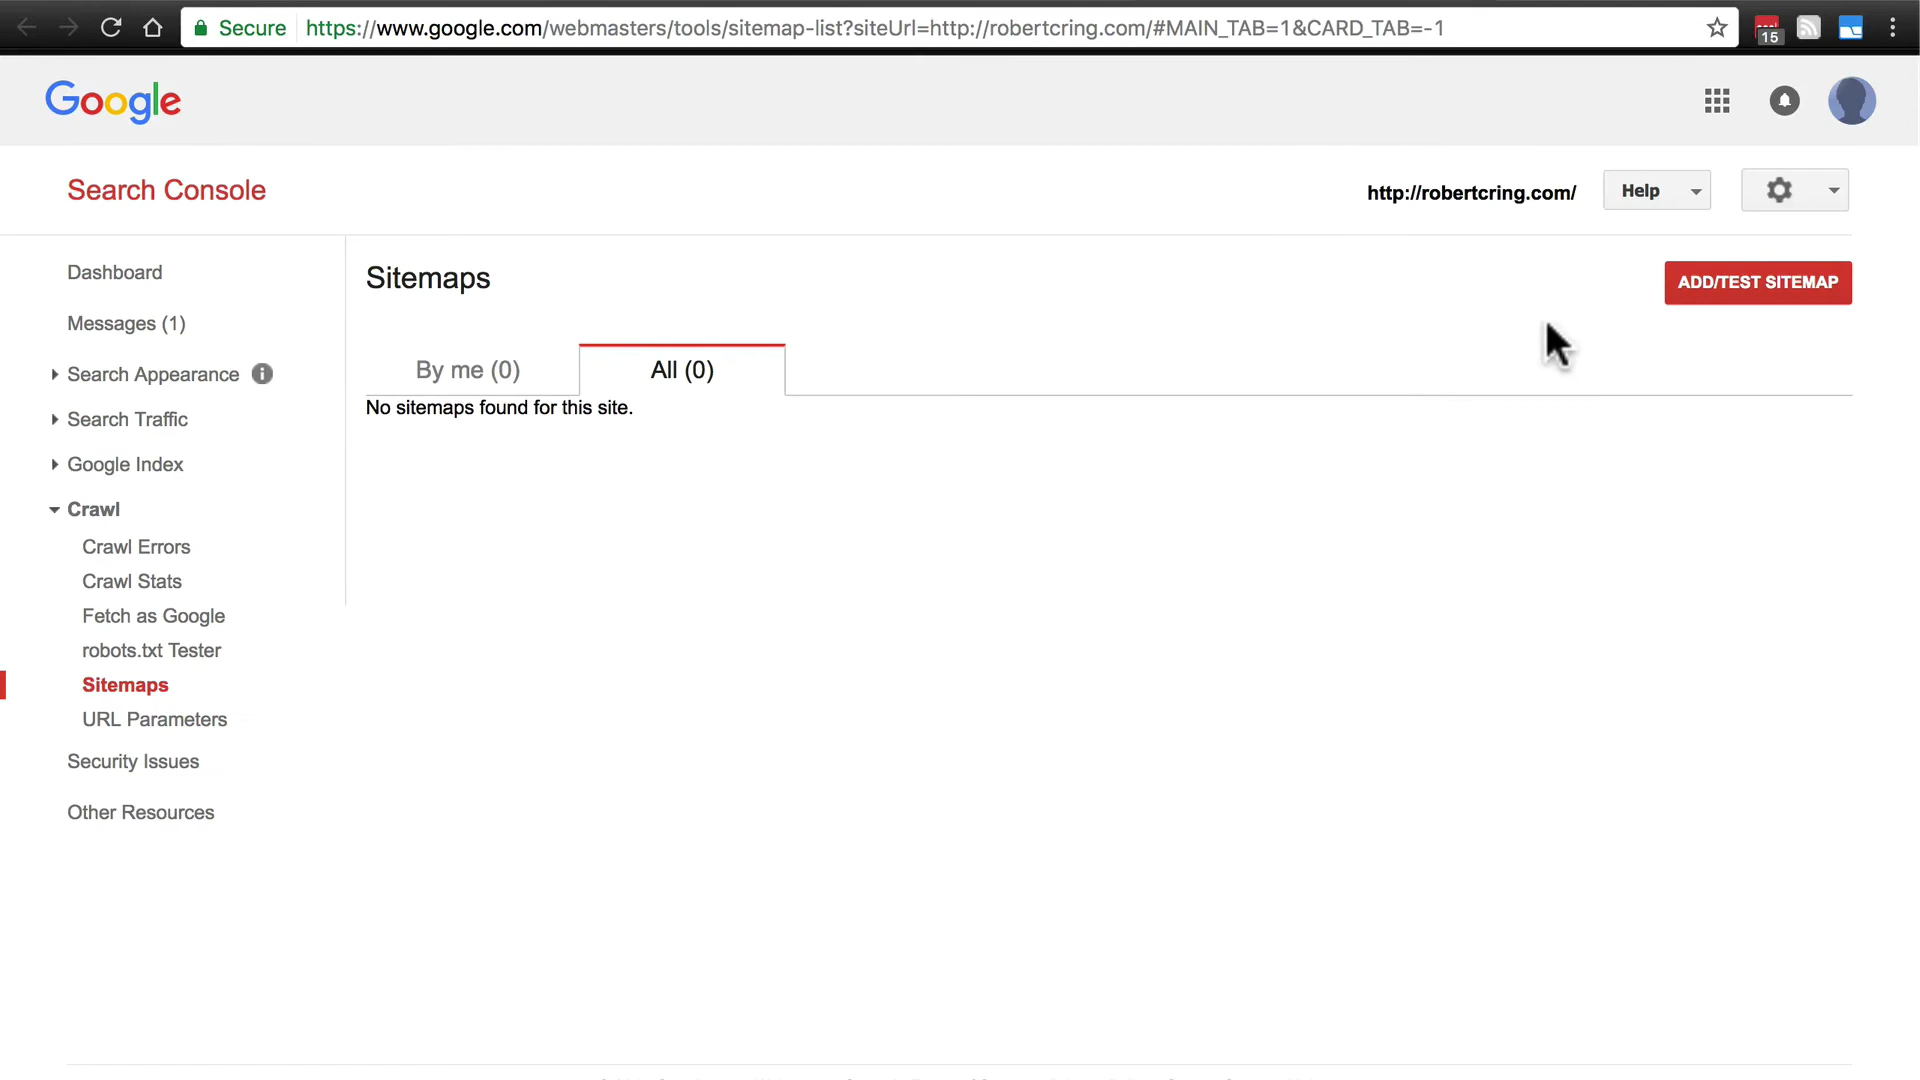 Secure https://www.google.com/webmasters/tools/sitemap-list?siteUrl=http://robertcring.com/#MAIN_TAB=1&CARD_TAB=-1
15
Google
Search Console
http://robertcring.com/
Help
Dashboard
Messages (1)
Search Appearance
Search Traffic
Google Index
Crawl
Crawl Errors
Crawl Stats
Fetch as Google
robots.txt Tester
Sitemaps
URL Parameters
Security Issues
Other Resources
Sitemaps
ADD/TEST SITEMAP
By me (0)
All (0)
No sitemaps found for this site.